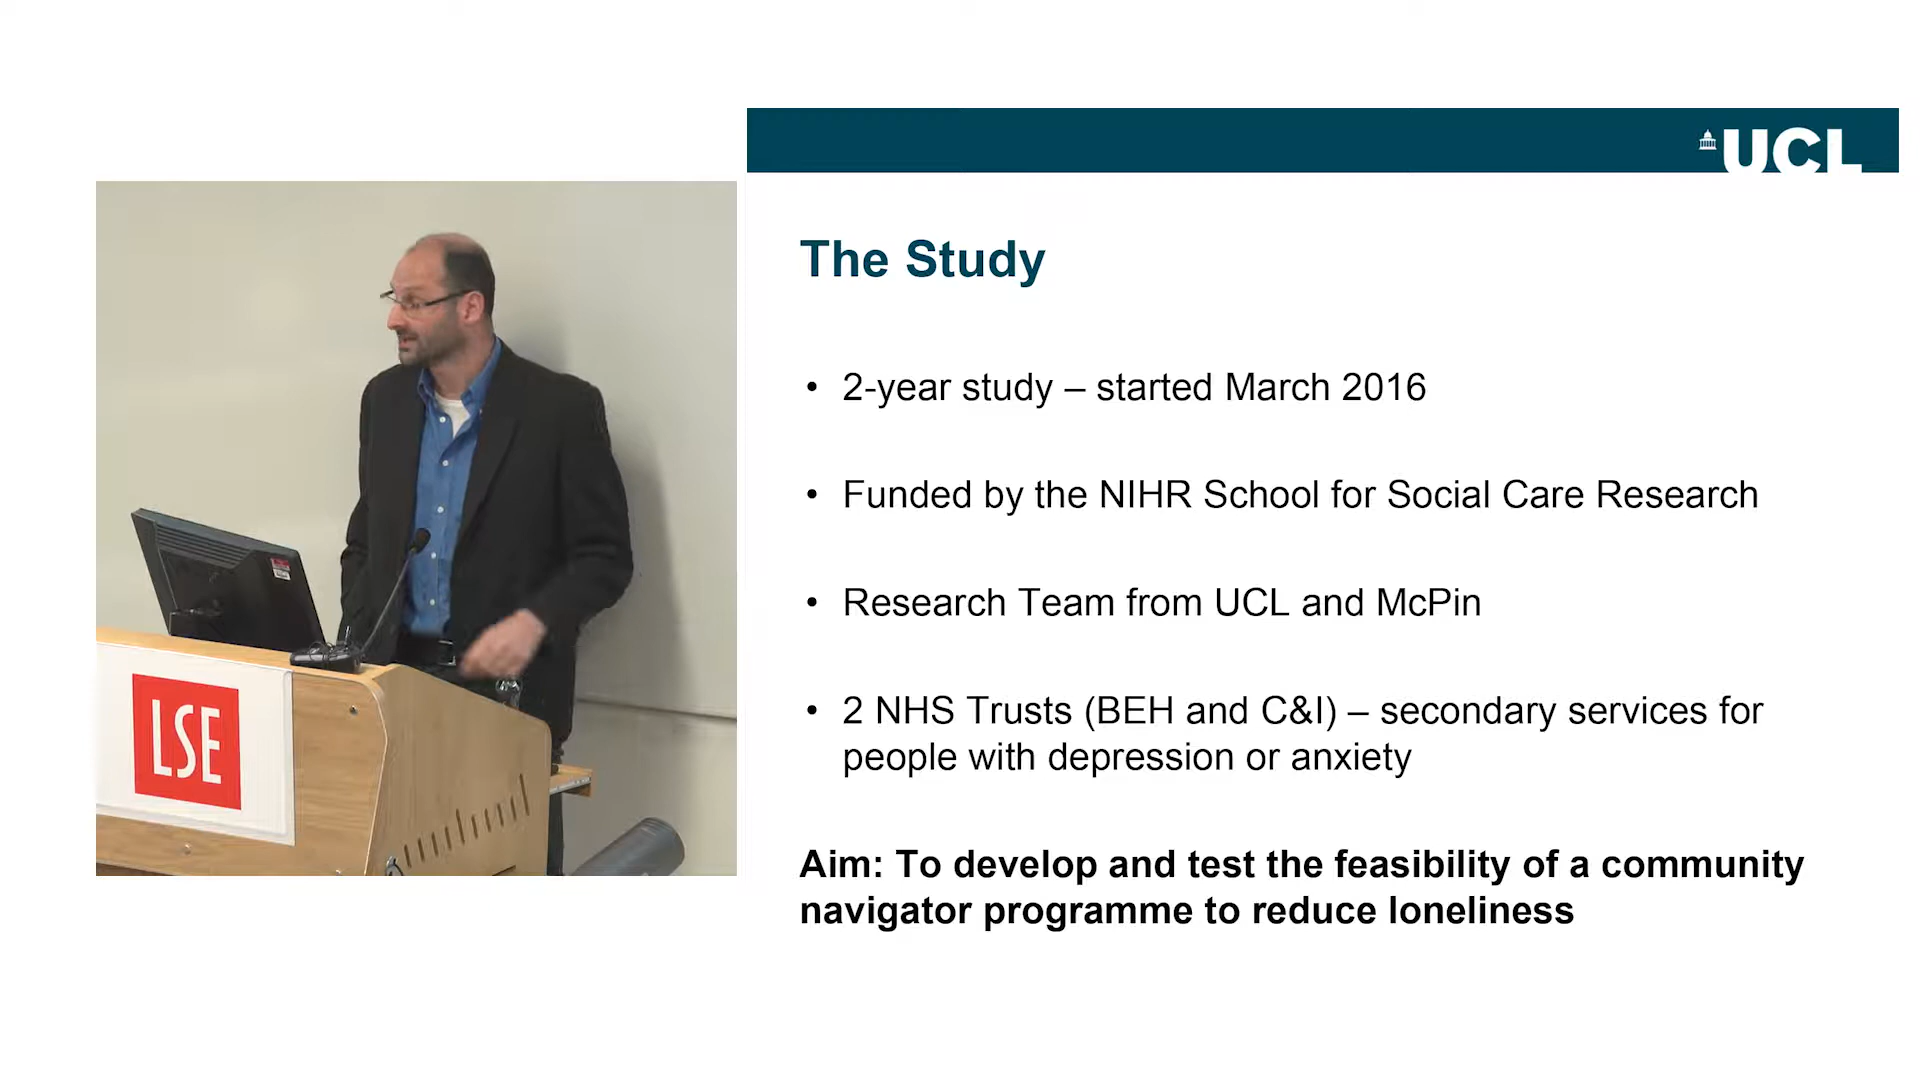 UCL
The Study
• 2-year study – started March 2016
• Funded by the NIHR School for Social Care Research
• Research Team from UCL and McPin
• 2 NHS Trusts (BEH and C&I) – secondary services for
people with depression or anxiety
Aim: To develop and test the feasibility of a community
navigator programme to reduce loneliness
LSE